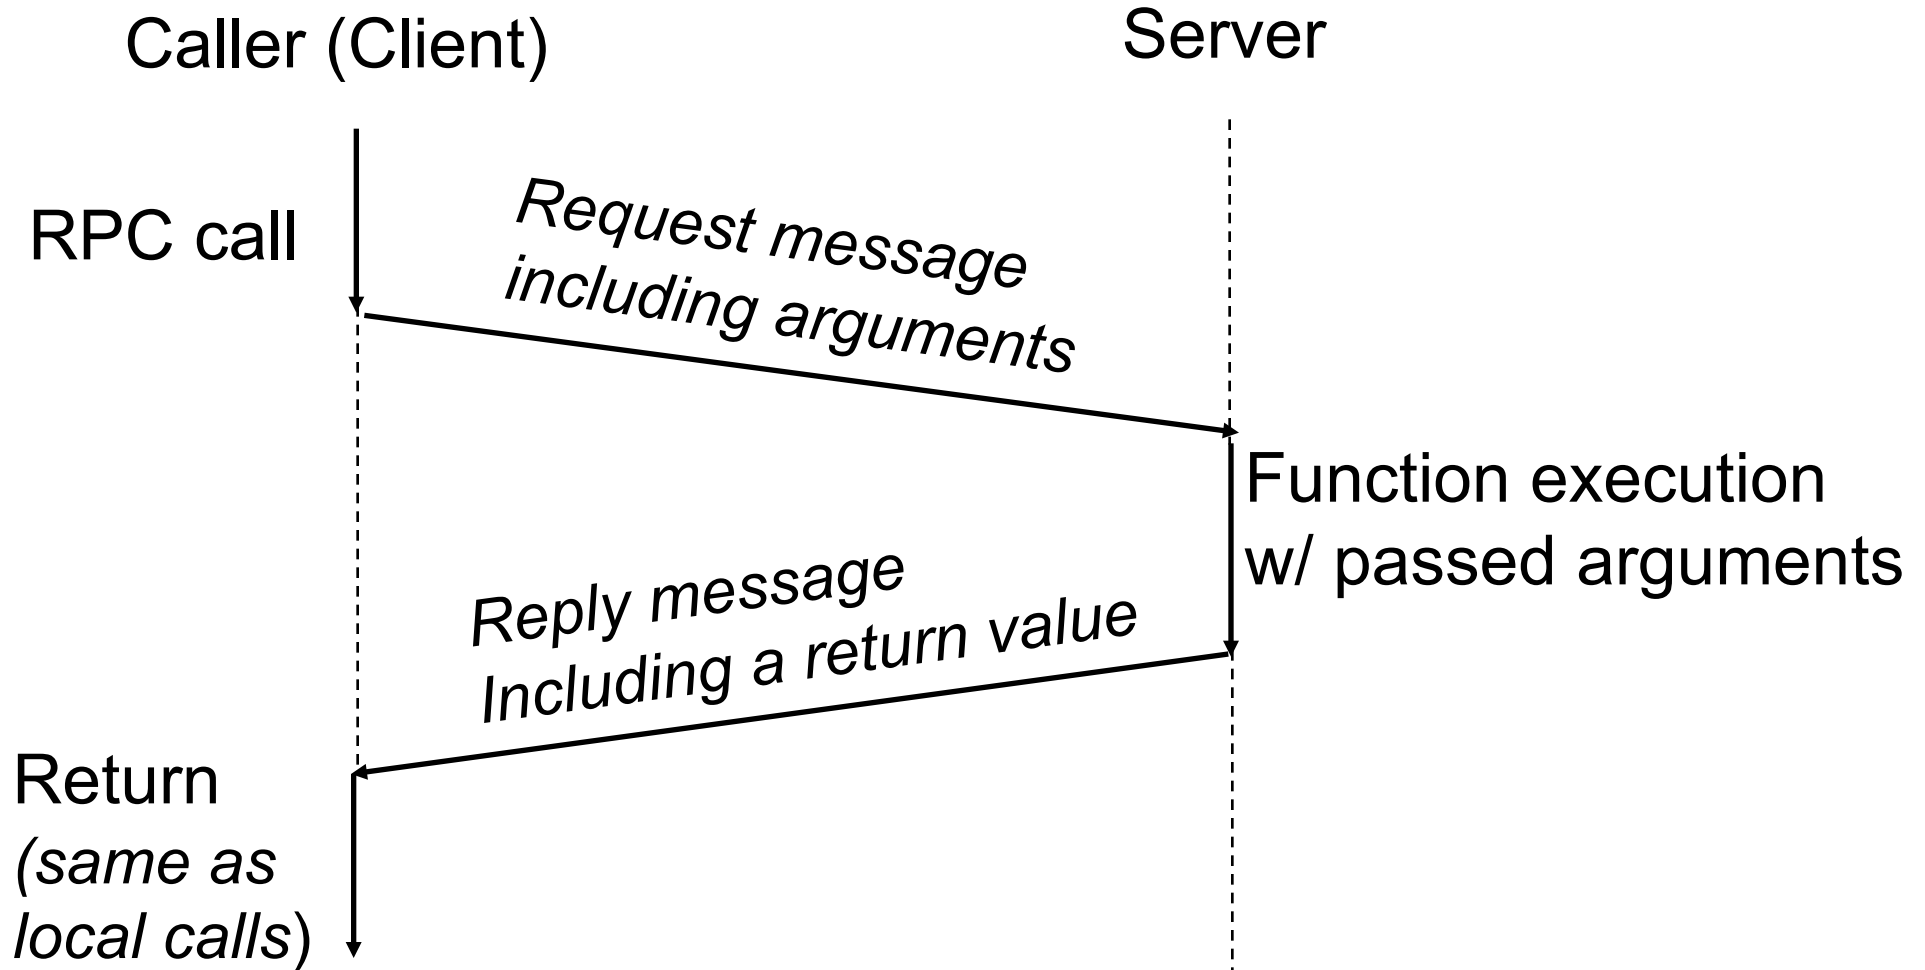 Caller (Client)
Server
RPC call
Request message
including arguments
Function execution
w/ passed arguments
Reply message
Including a return value
Return
(same as
local calls)